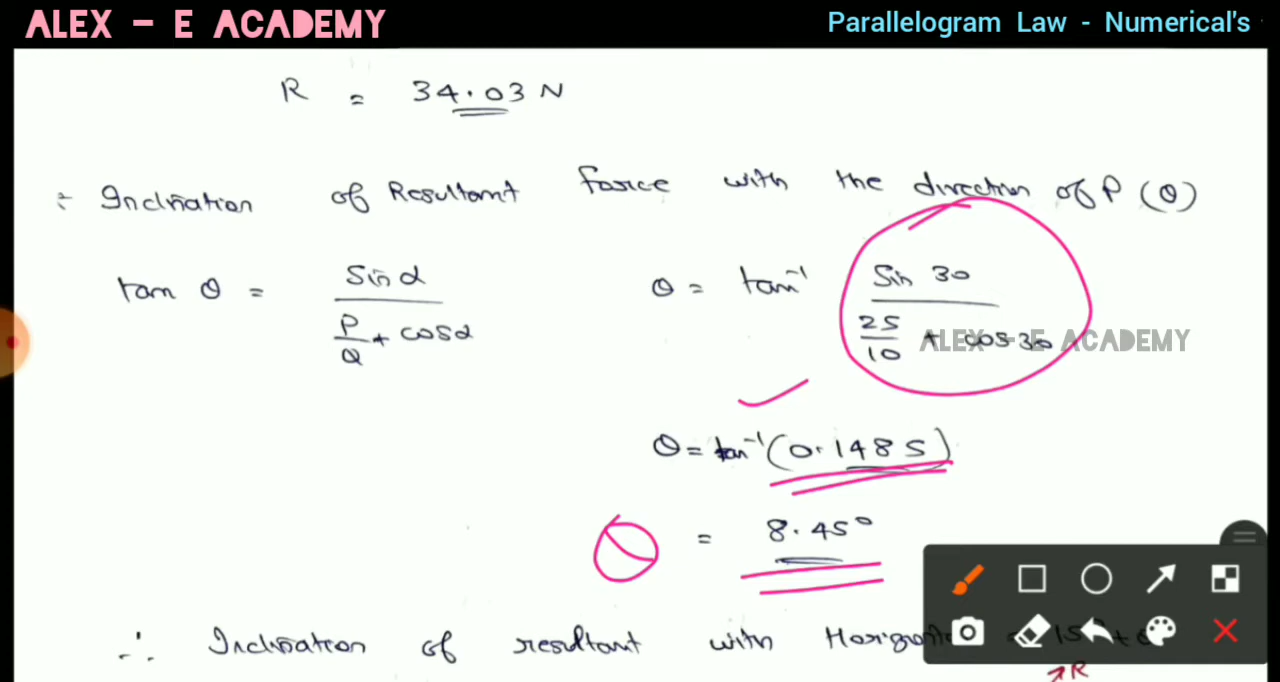 ALEX - E ACADEMY
Parallelogram Law - Numerical's
R = 34.03 N
∴ Inclination of Resultant force with the direction of P (θ)
tan θ = Sin α / (P/Q + cos α)
θ = tan⁻¹ Sin 30 / (25/10 + cos 30)
ALEX - E ACADEMY
θ = tan⁻¹ (0.1485)
θ = 8.45°
∴ Inclination of resultant with = 15° +
R